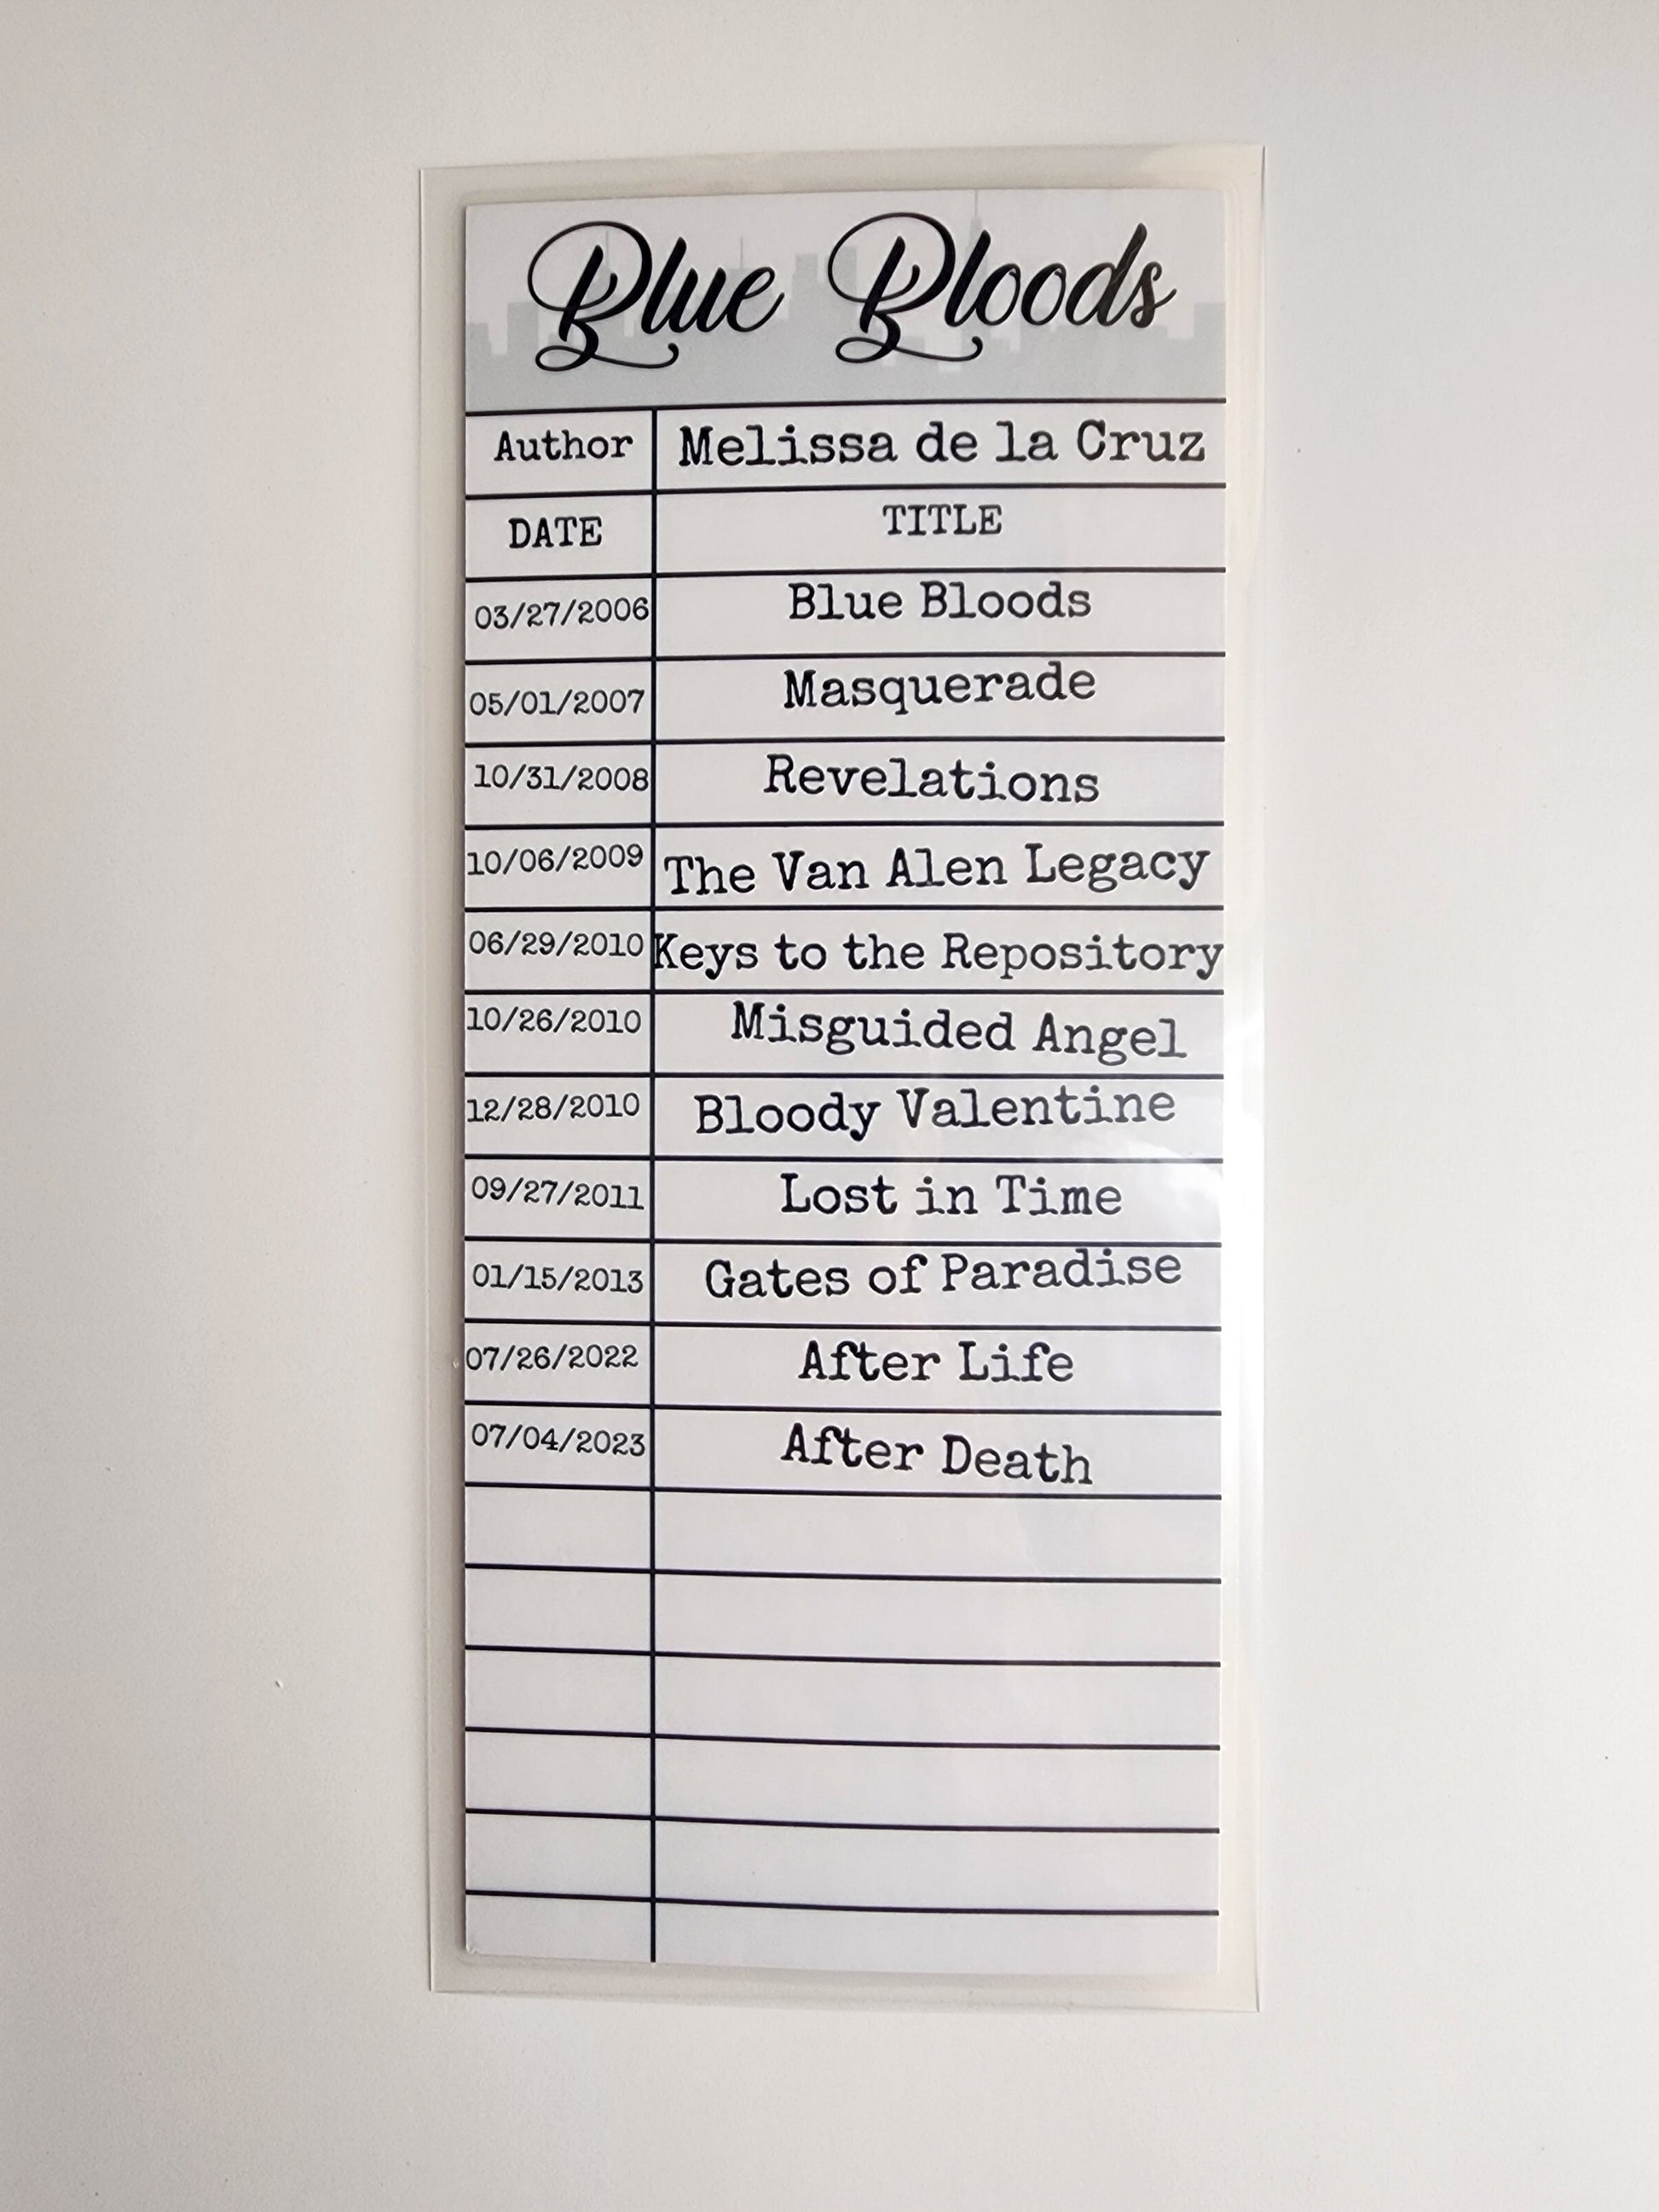 Blue Bloods
Author Melissa de la Cruz
DATE TITLE
03/27/2006 Blue Bloods
05/01/2007 Masquerade
10/31/2008 Revelations
10/06/2009 The Van Alen Legacy
06/29/2010 Keys to the Repository
10/26/2010 Misguided Angel
12/28/2010 Bloody Valentine
09/27/2011 Lost in Time
01/15/2013 Gates of Paradise
07/26/2022 After Life
07/04/2023 After Death